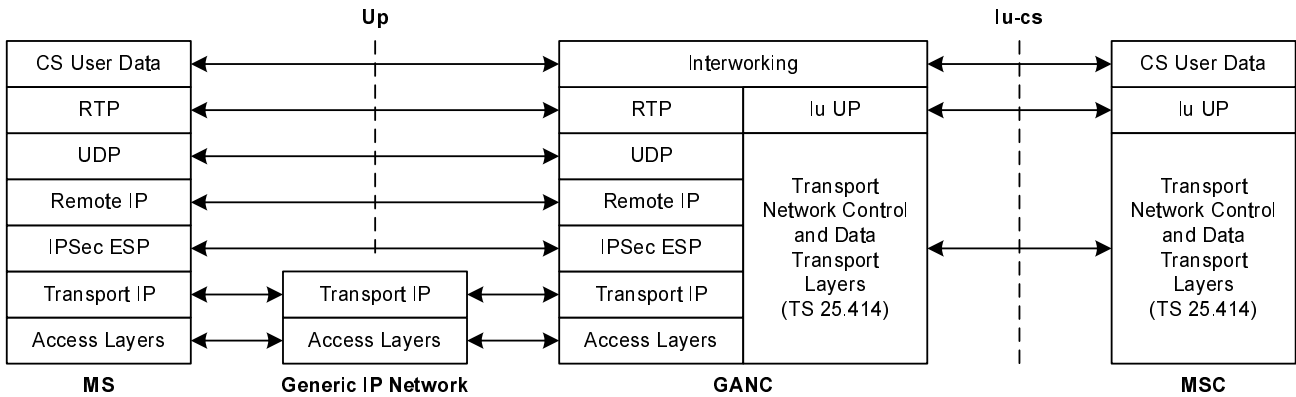 Up
Iu-cs
CS User Data
Interworking
CS User Data
RTP
RTP
Iu UP
Iu UP
UDP
UDP
Remote IP
Remote IP
IPSec ESP
IPSec ESP
Transport
Network Control
and Data
Transport
Layers
(TS 25.414)
Transport
Network Control
and Data
Transport
Layers
(TS 25.414)
Transport IP
Transport IP
Transport IP
Access Layers
Access Layers
Access Layers
MS
Generic IP Network
GANC
MSC